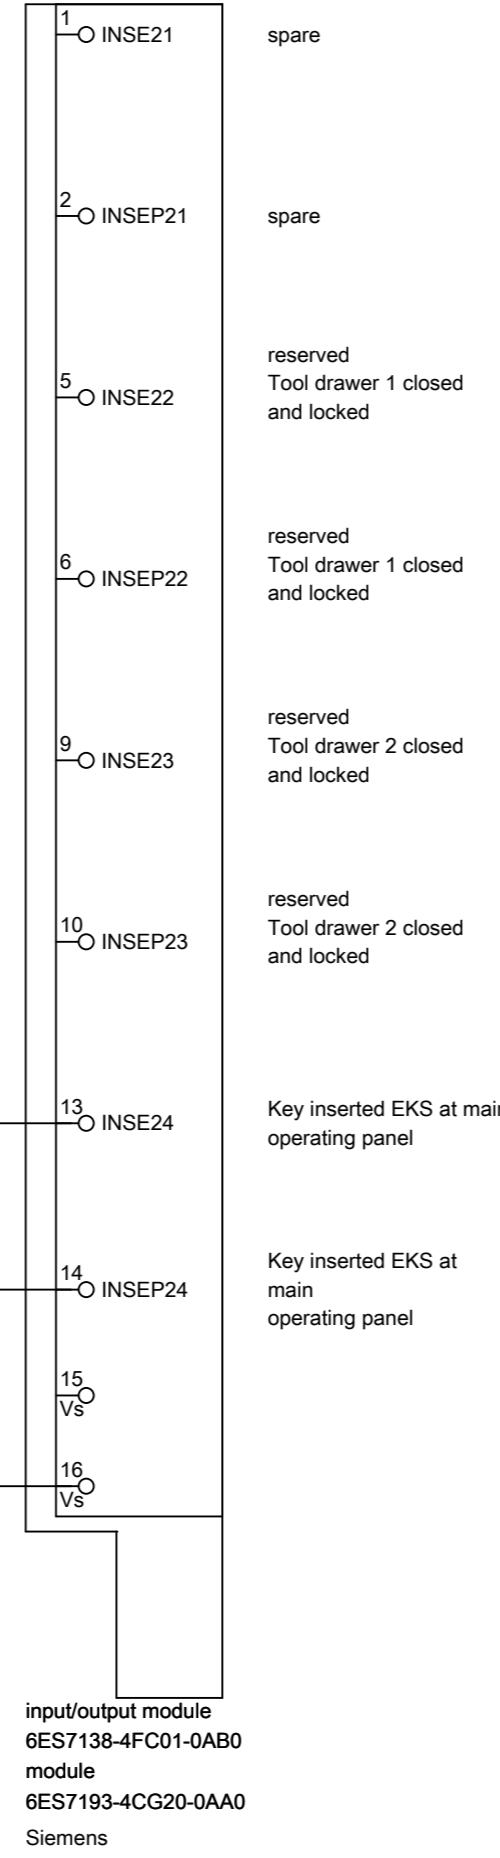 1
INSE21 spare
2
INSEP21 spare
reserved
5 Tool drawer 1 closed
INSE22 and locked
reserved
6 Tool drawer 1 closed
INSEP22 and locked
reserved
9 Tool drawer 2 closed
INSE23 and locked
reserved
10 Tool drawer 2 closed
INSEP23 and locked
13 Key inserted EKS at mai
INSE24 operating panel
Key inserted EKS at
14 main
INSEP24 operating panel
15
Vs
16
Vs
input/output module
6ES7138-4FC01-0AB0
module
6ES7193-4CG20-0AA0
Siemens